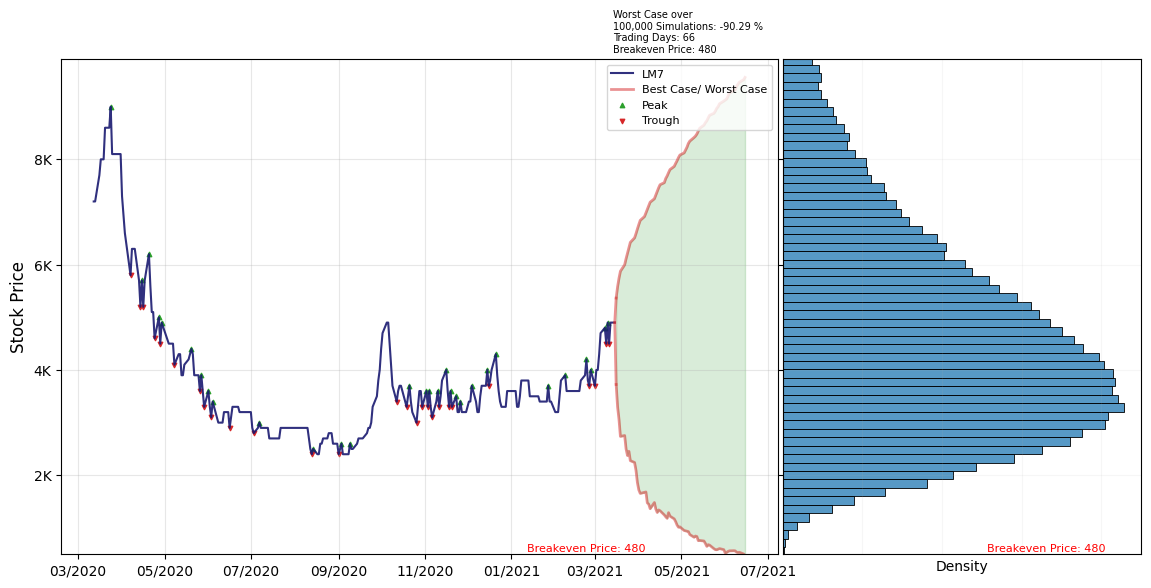 Worst Case over
100,000 Simulations: -90.29 %
Trading Days: 66
Breakeven Price: 480
LM7
Best Case/ Worst Case
Peak
Trough
8K
6K
4K
2K
Stock Price
Breakeven Price: 480
Breakeven Price: 480
03/2020
05/2020
07/2020
09/2020
11/2020
01/2021
03/2021
05/2021
07/2021
Density